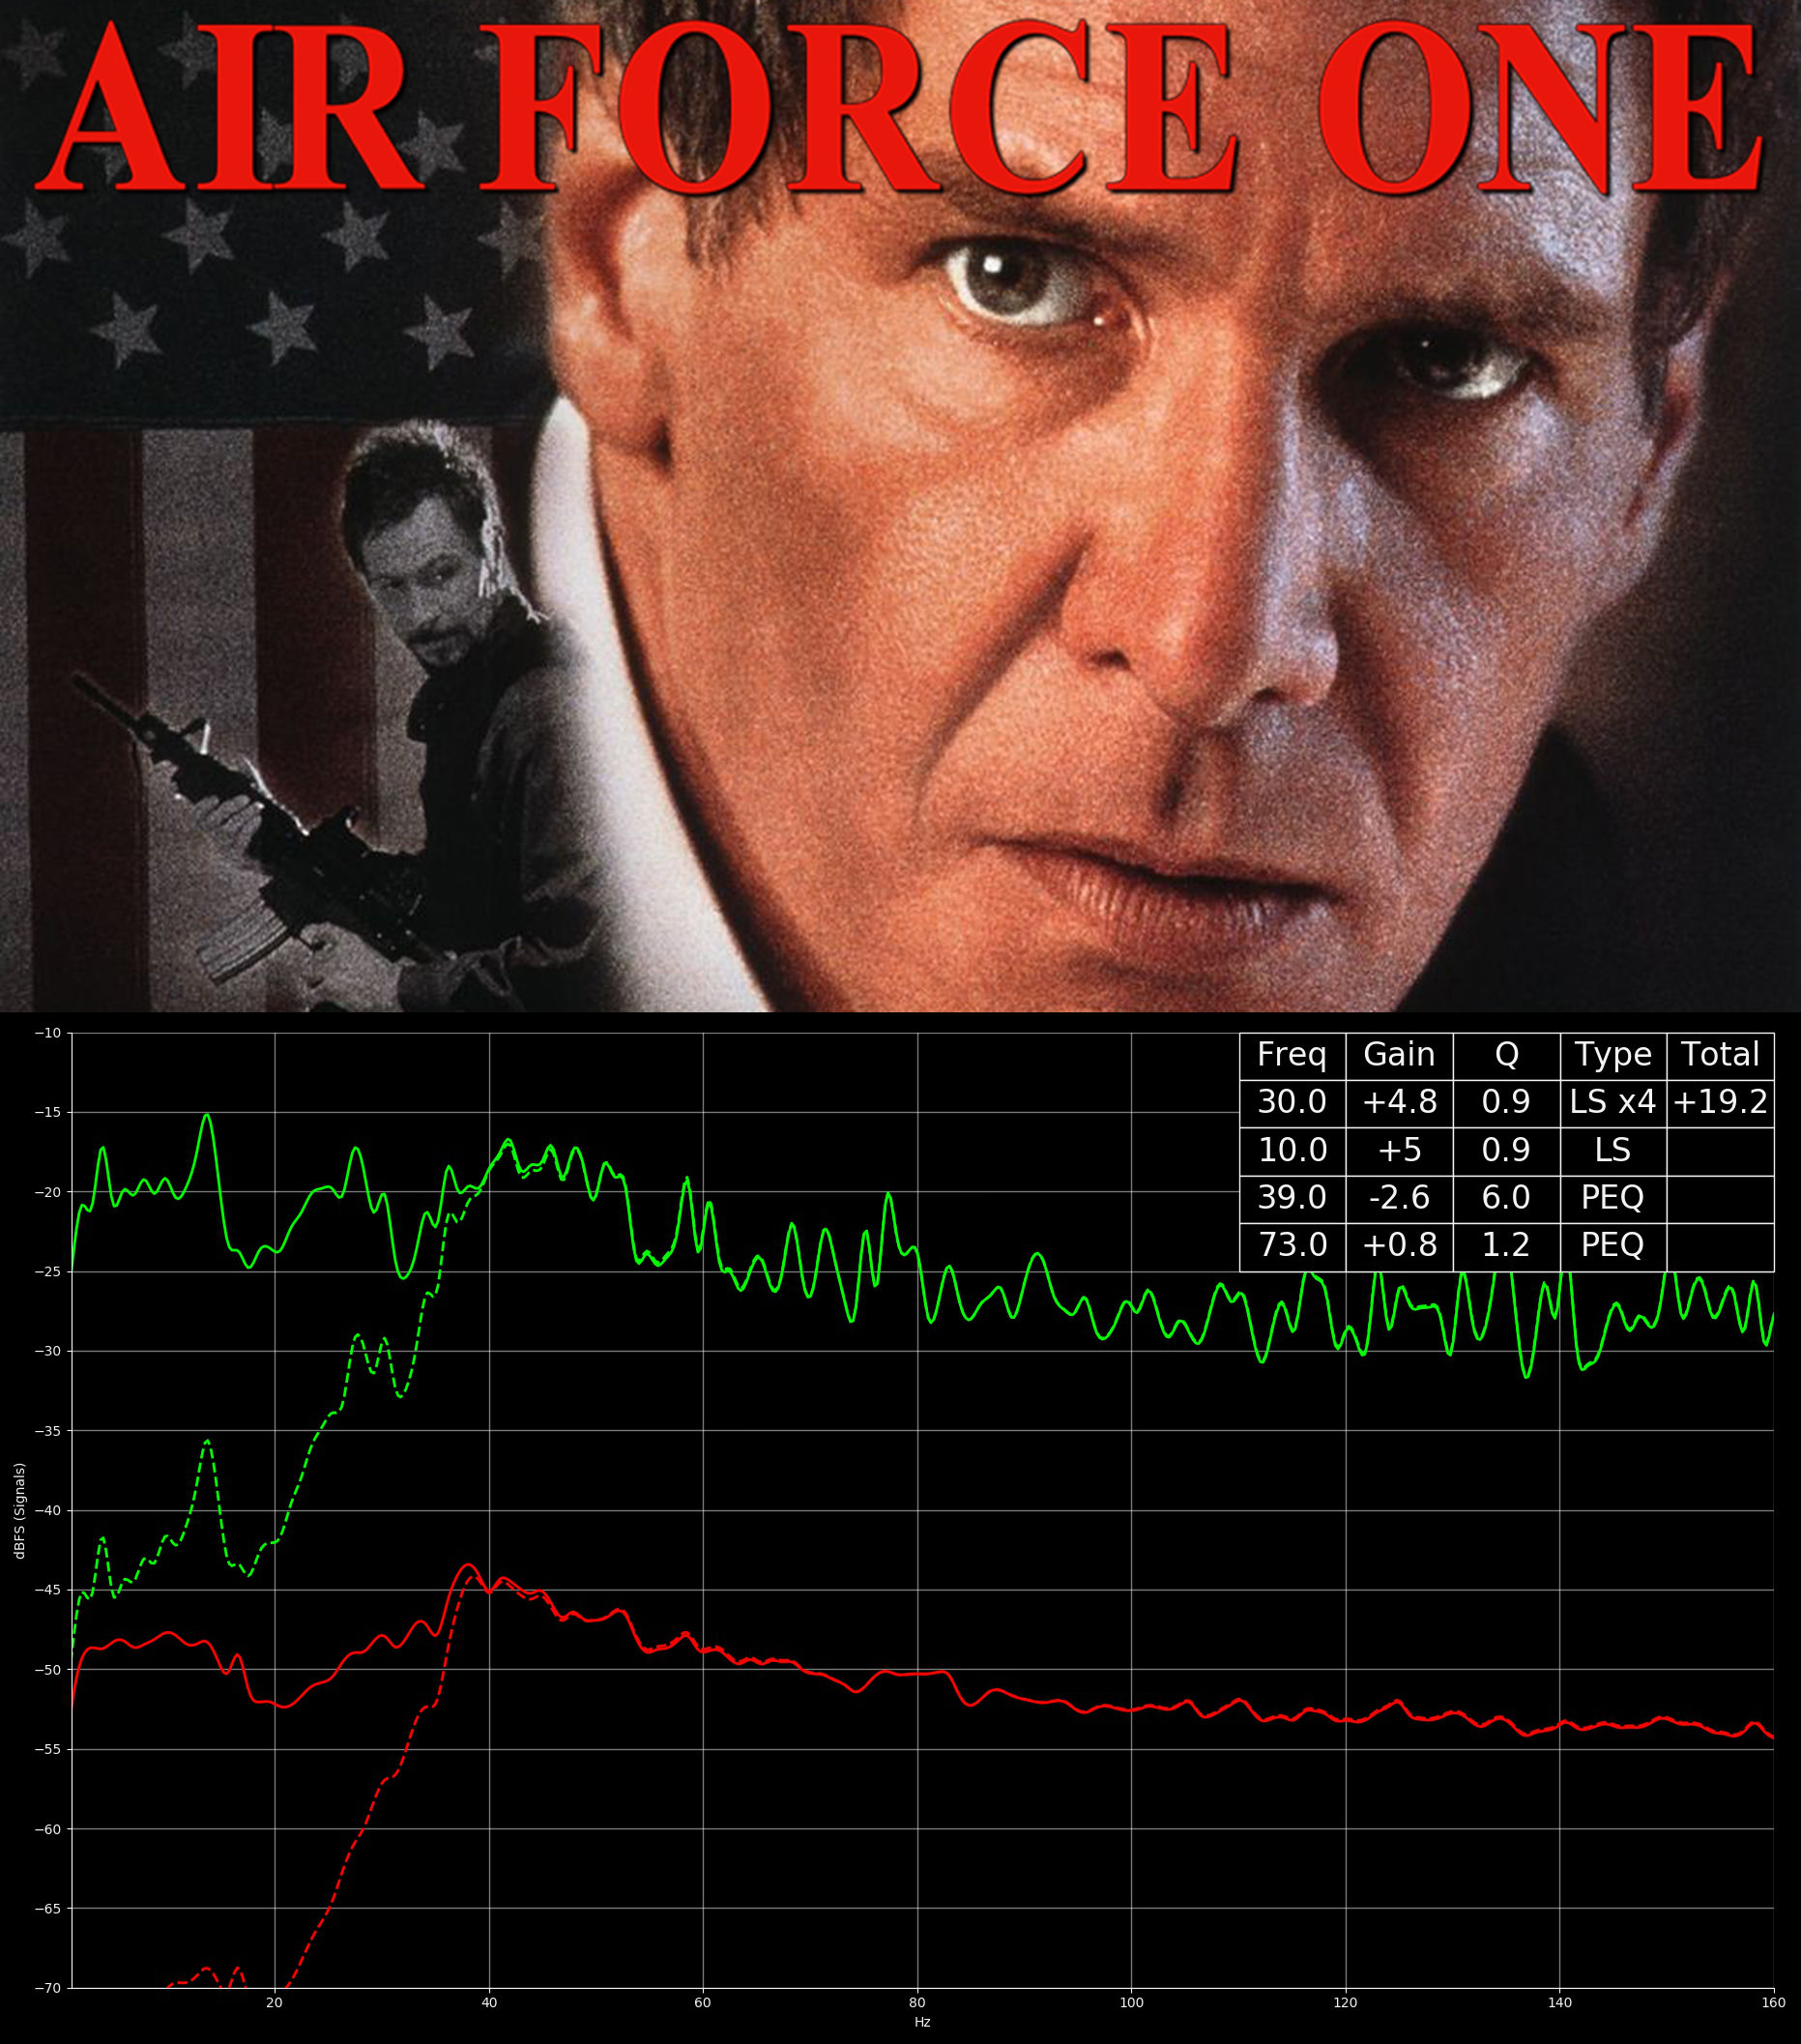 AIR FORCE ONE
Freq Gain Q Type Total
30.0 +4.8 0.9 LS x4 +19.2
10.0 +5 0.9 LS
39.0 -2.6 6.0 PEQ
73.0 +0.8 1.2 PEQ
−10
−15
−20
−25
−30
−35
−40
−45
−50
−55
−60
−65
−70
dBFS (Signals)
20 40 60 80 100 120 140 160
Hz